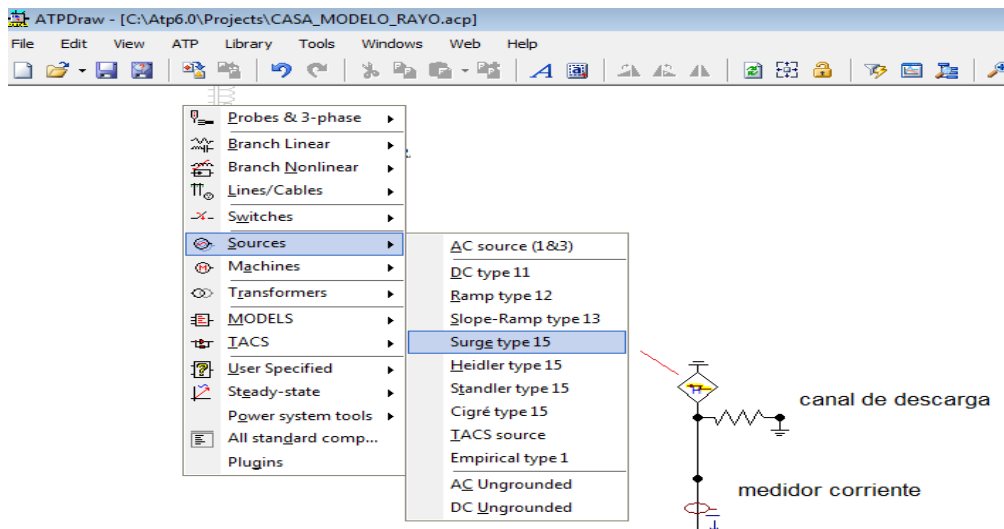 ATPDraw - [C:\Atp6.0\Projects\CASA_MODELO_RAYO.acp]
File Edit View ATP Library Tools Windows Web Help
Probes & 3-phase
Branch Linear
Branch Nonlinear
Lines/Cables
Switches
Sources
Machines
Transformers
MODELS
TACS
User Specified
Steady-state
Power system tools
All standard comp...
Plugins
AC source (1&3)
DC type 11
Ramp type 12
Slope-Ramp type 13
Surge type 15
Heidler type 15
Standler type 15
Cigré type 15
TACS source
Empirical type 1
AC Ungrounded
DC Ungrounded
canal de descarga
medidor corriente